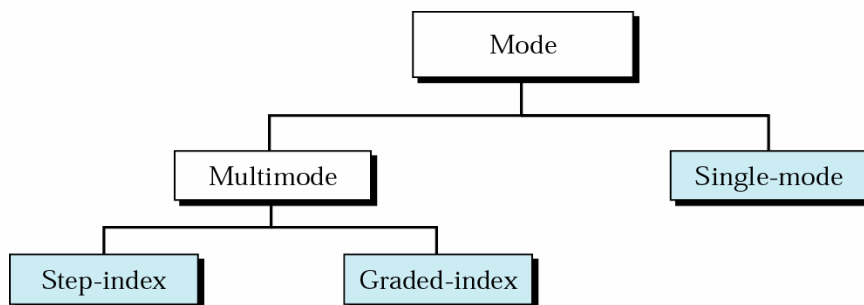 Mode
Multimode
Single-mode
Step-index
Graded-index